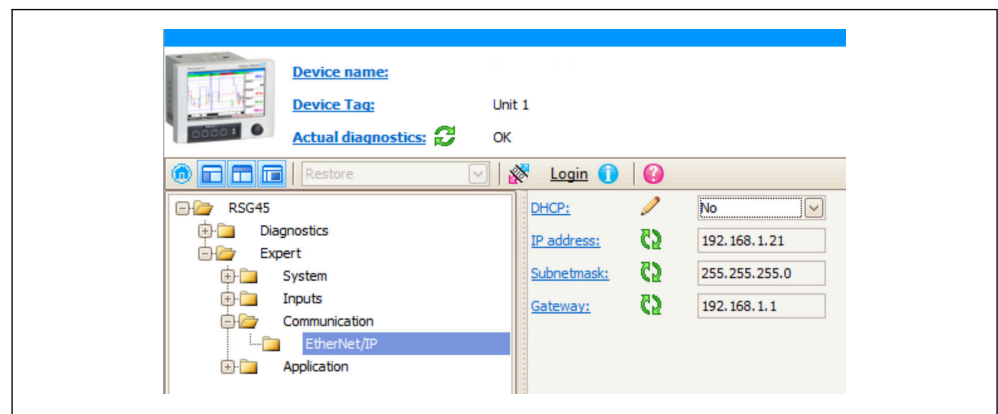 Device name:
Device Tag: Unit 1
Actual diagnostics: OK
Restore Login
RSG45
Diagnostics
Expert
System
Inputs
Communication
EtherNet/IP
Application
DHCP: No
IP address: 192.168.1.21
Subnetmask: 255.255.255.0
Gateway: 192.168.1.1